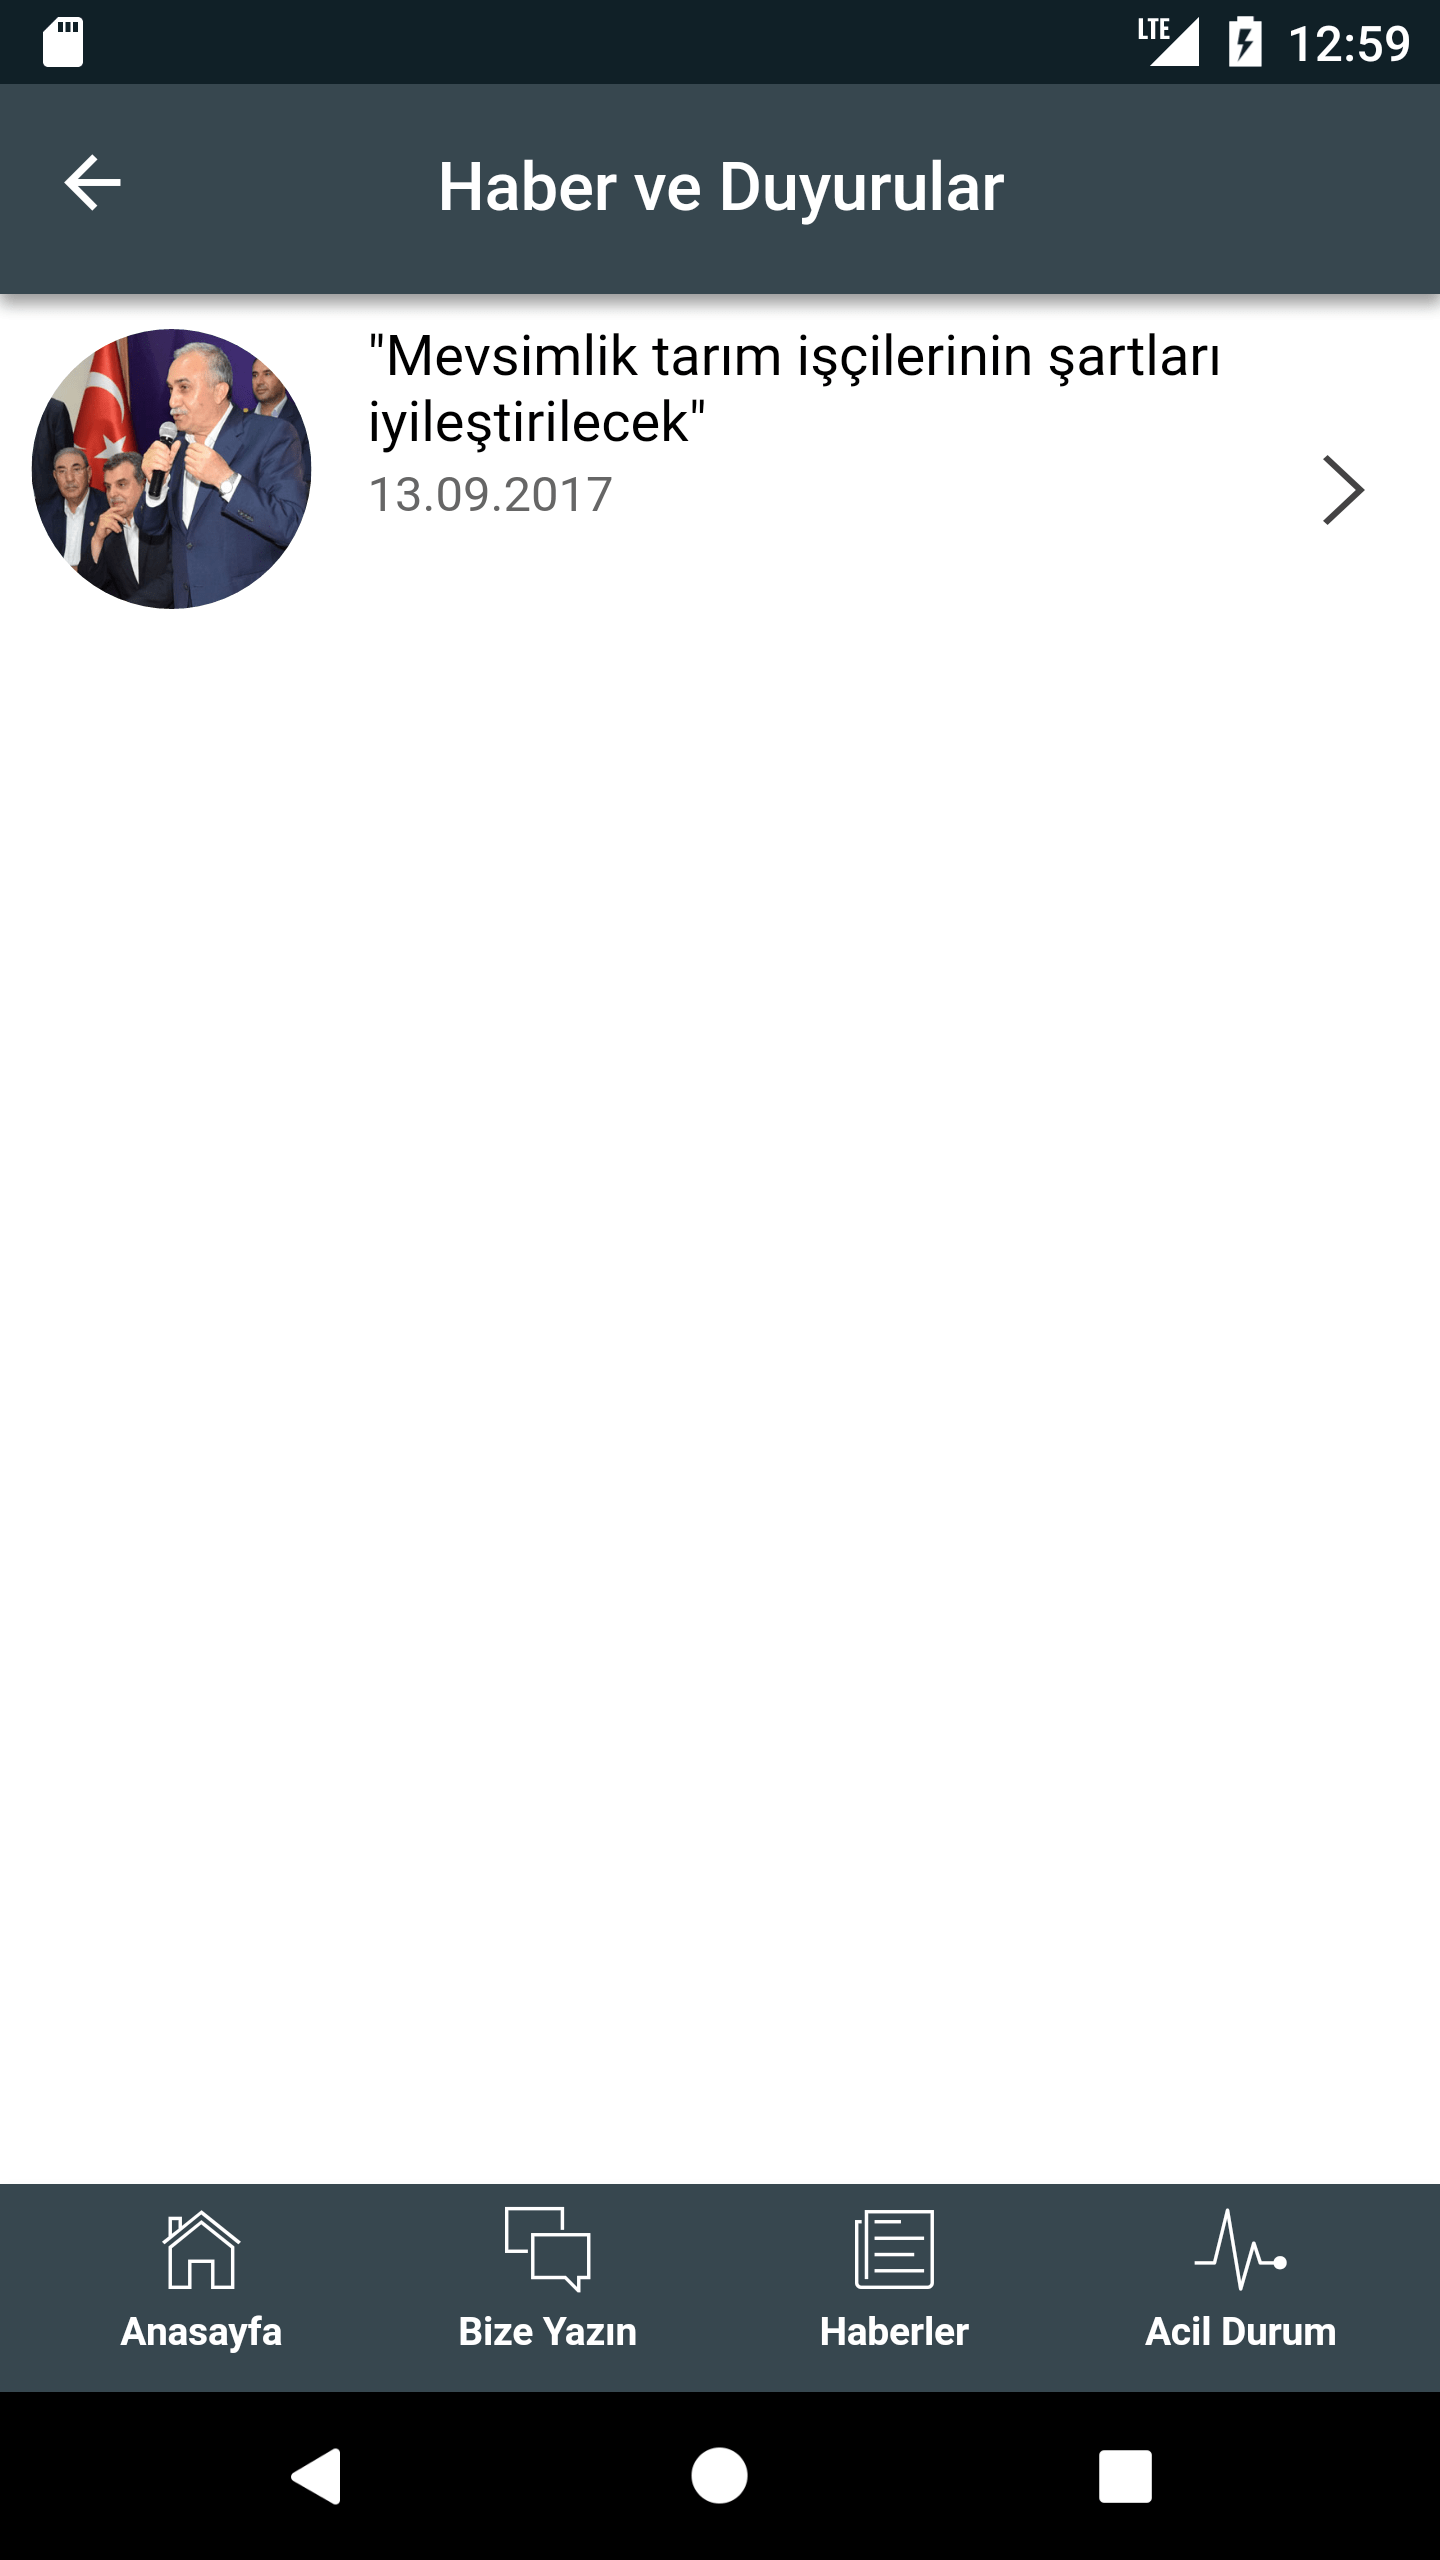 LTE 12:59
Haber ve Duyurular
"Mevsimlik tarım işçilerinin şartları
iyileştirilecek"
13.09.2017
Anasayfa Bize Yazın Haberler Acil Durum